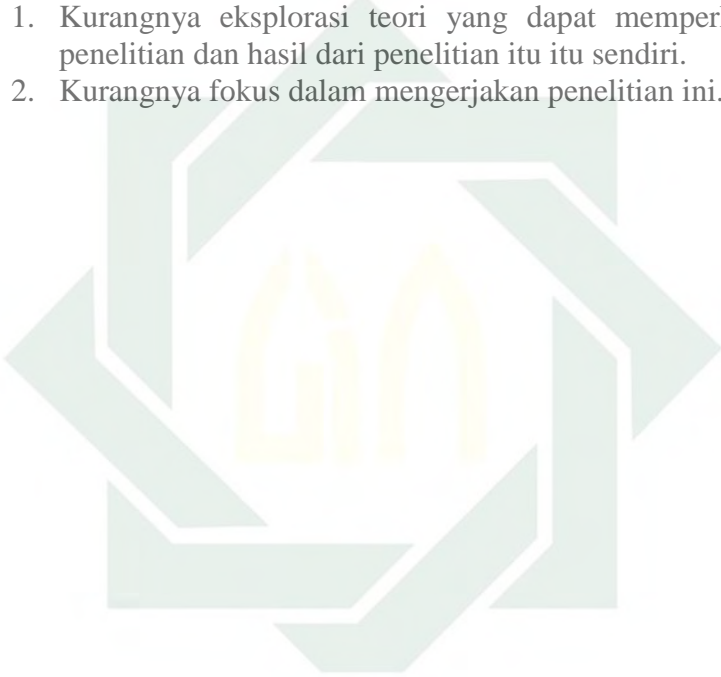 1. Kurangnya eksplorasi teori yang dapat
penelitian dan hasil dari penelitian itu itu sendiri.
2. Kurangnya fokus dalam mengerjakan penelitian ini.